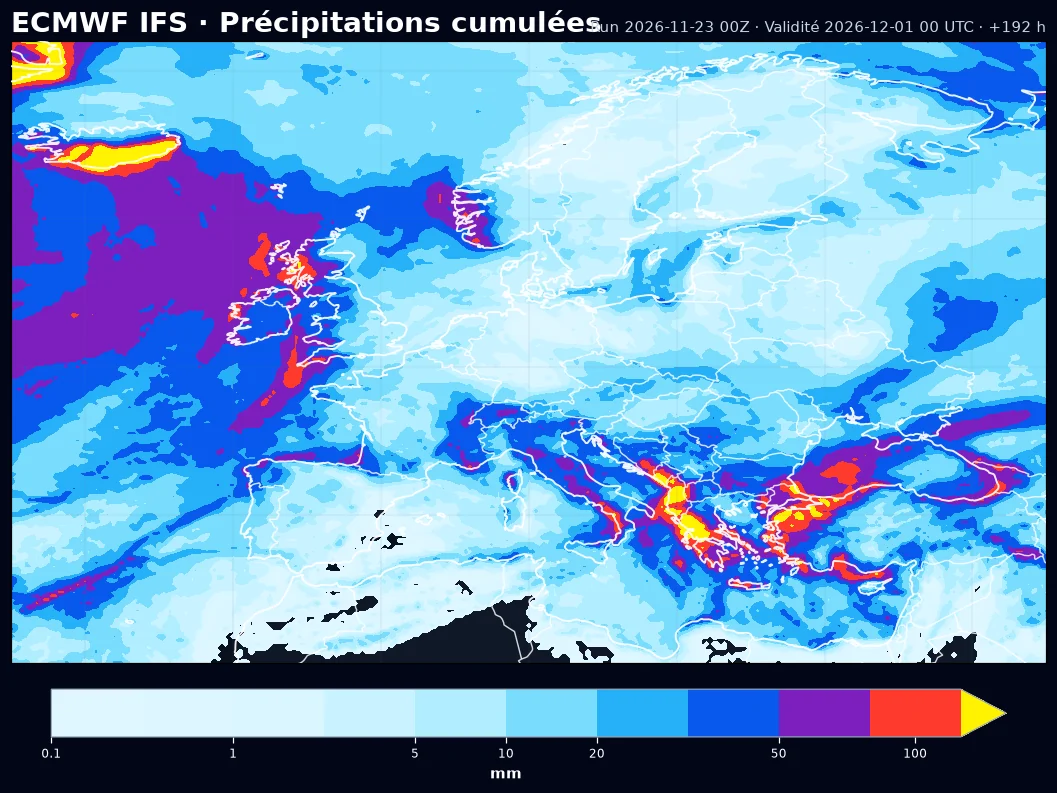 ECMWF IFS · Précipitations cumulées
Run 2026-11-23 00Z · Validité 2026-12-01 00 UTC · +192 h
0.1 1 5 10 20 50 100
mm